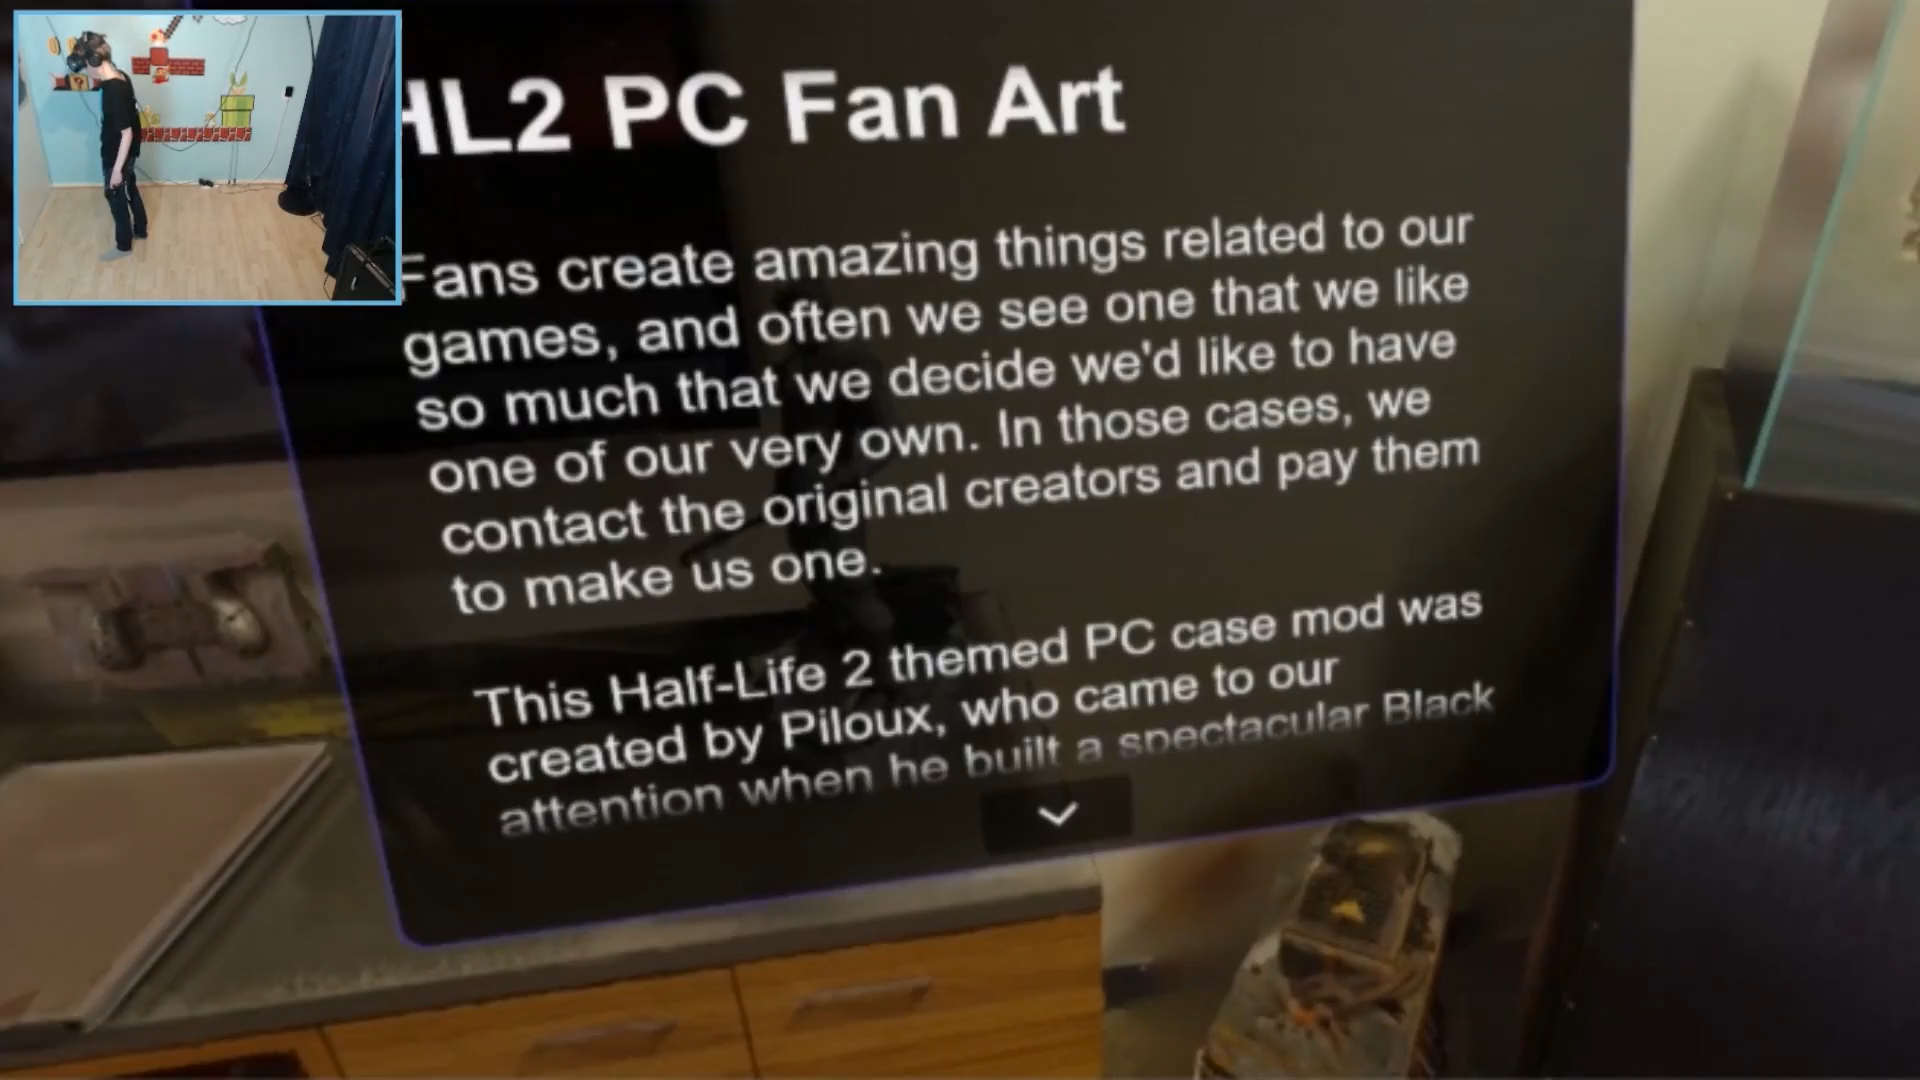 HL2 PC Fan Art
Fans create amazing things related to our
games, and often we see one that we like
so much that we decide we'd like to have
one of our very own. In those cases, we
contact the original creators and pay them
to make us one.
This Half-Life 2 themed PC case mod was
created by Piloux, who came to our
attention when he built a spectacular Black